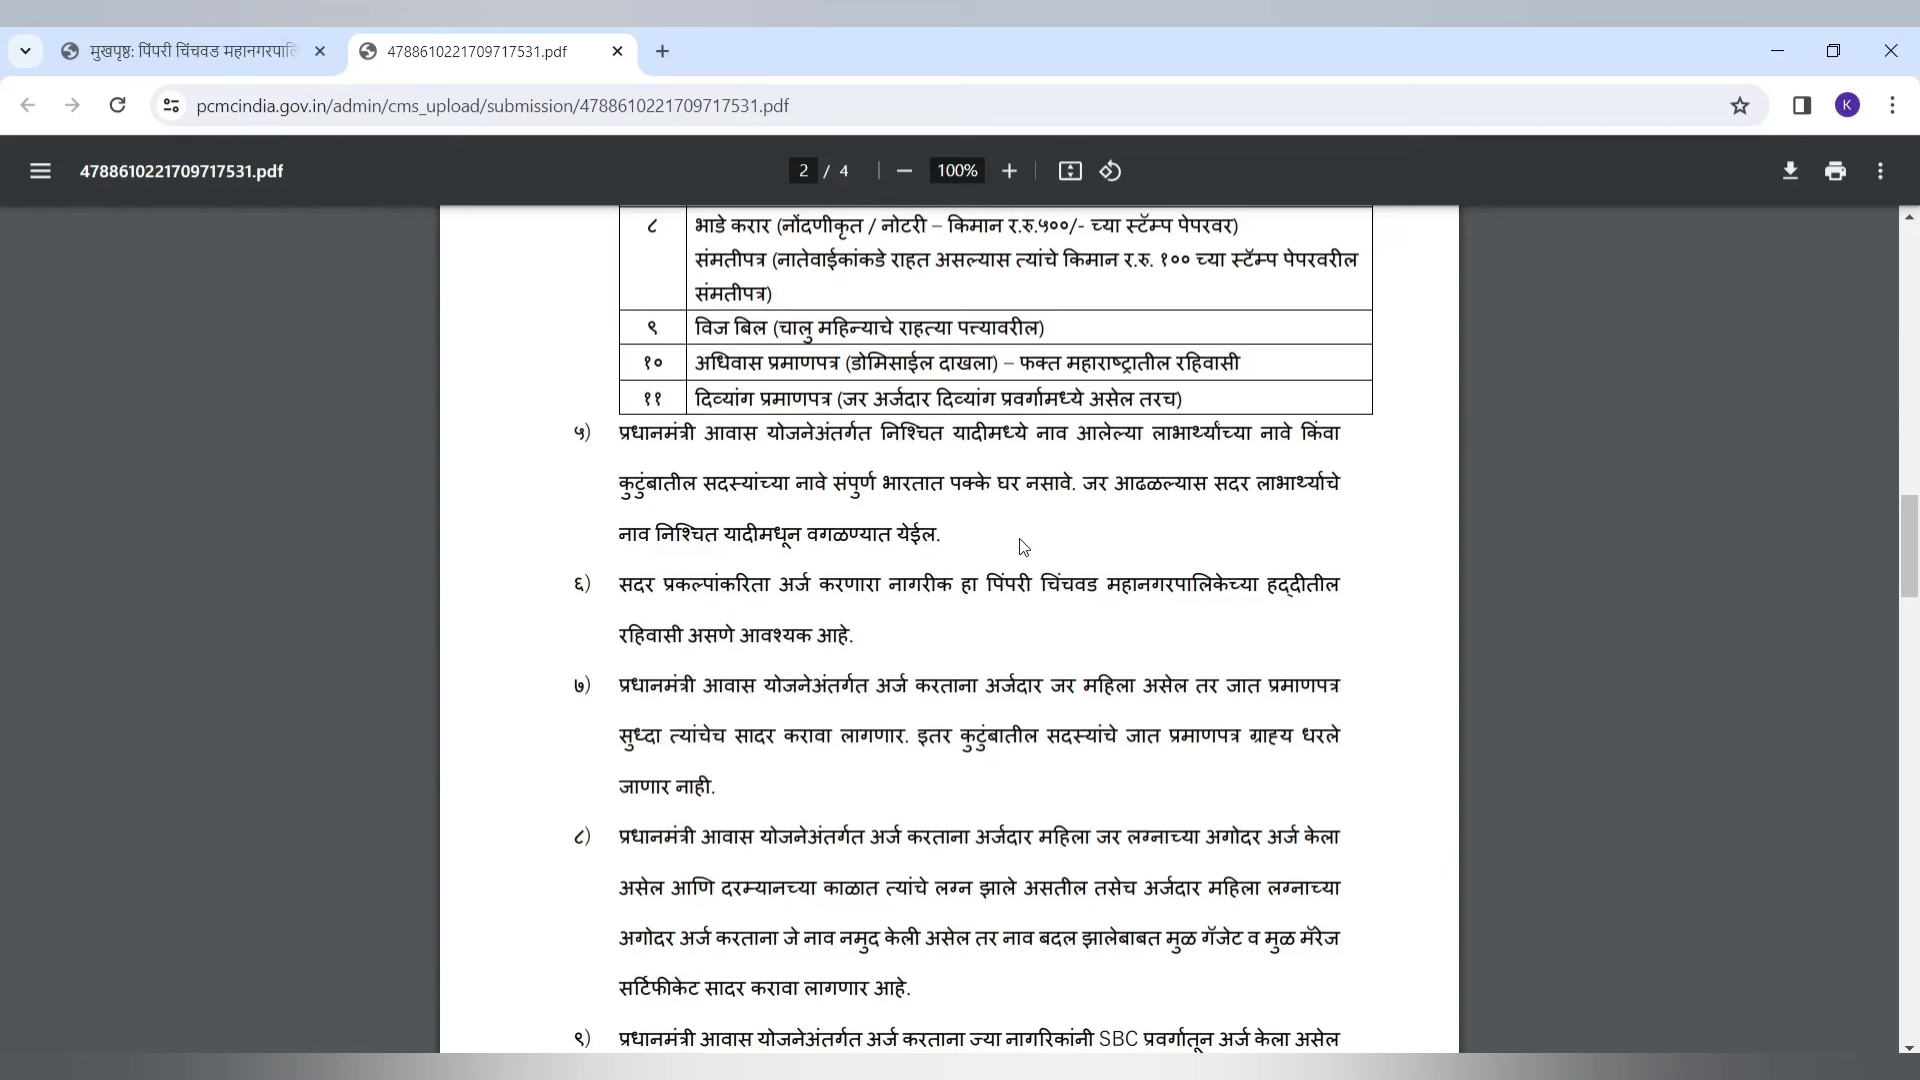 मुखपृष्ठ: पिंपरी चिंचवड महानगरपालि
4788610221709717531.pdf
pcmcindia.gov.in/admin/cms_upload/submission/4788610221709717531.pdf
K
4788610221709717531.pdf
2 / 4
100%
८ भाडे करार (नोंदणीकृत / नोटरी – किमान र.रु.५००/- च्या स्टॅम्प पेपरवर)
संमतीपत्र (नातेवाईकांकडे राहत असल्यास त्यांचे किमान र.रु. १०० च्या स्टॅम्प पेपरवरील
संमतीपत्र)
९ विज बिल (चालु महिन्याचे राहत्या पत्त्यावरील)
१० अधिवास प्रमाणपत्र (डोमिसाईल दाखला) – फक्त महाराष्ट्रातील रहिवासी
११ दिव्यांग प्रमाणपत्र (जर अर्जदार दिव्यांग प्रवर्गामध्ये असेल तरच)
५) प्रधानमंत्री आवास योजनेअंतर्गत निश्चित यादीमध्ये नाव आलेल्या लाभार्थ्यांच्या नावे किंवा
कुटुंबातील सदस्यांच्या नावे संपुर्ण भारतात पक्के घर नसावे. जर आढळल्यास सदर लाभार्थ्याचे
नाव निश्चित यादीमधून वगळण्यात येईल.
६) सदर प्रकल्पांकरिता अर्ज करणारा नागरीक हा पिंपरी चिंचवड महानगरपालिकेच्या हद्दीतील
रहिवासी असणे आवश्यक आहे.
७) प्रधानमंत्री आवास योजनेअंतर्गत अर्ज करताना अर्जदार जर महिला असेल तर जात प्रमाणपत्र
सुध्दा त्यांचेच सादर करावा लागणार. इतर कुटुंबातील सदस्यांचे जात प्रमाणपत्र ग्राह्य धरले
जाणार नाही.
८) प्रधानमंत्री आवास योजनेअंतर्गत अर्ज करताना अर्जदार महिला जर लग्नाच्या अगोदर अर्ज केला
असेल आणि दरम्यानच्या काळात त्यांचे लग्न झाले असतील तसेच अर्जदार महिला लग्नाच्या
अगोदर अर्ज करताना जे नाव नमुद केली असेल तर नाव बदल झालेबाबत मुळ गॅजेट व मुळ मॅरेज
सर्टिफीकेट सादर करावा लागणार आहे.
९) प्रधानमंत्री आवास योजनेअंतर्गत अर्ज करताना ज्या नागरिकांनी SBC प्रवर्गातून अर्ज केला असेल